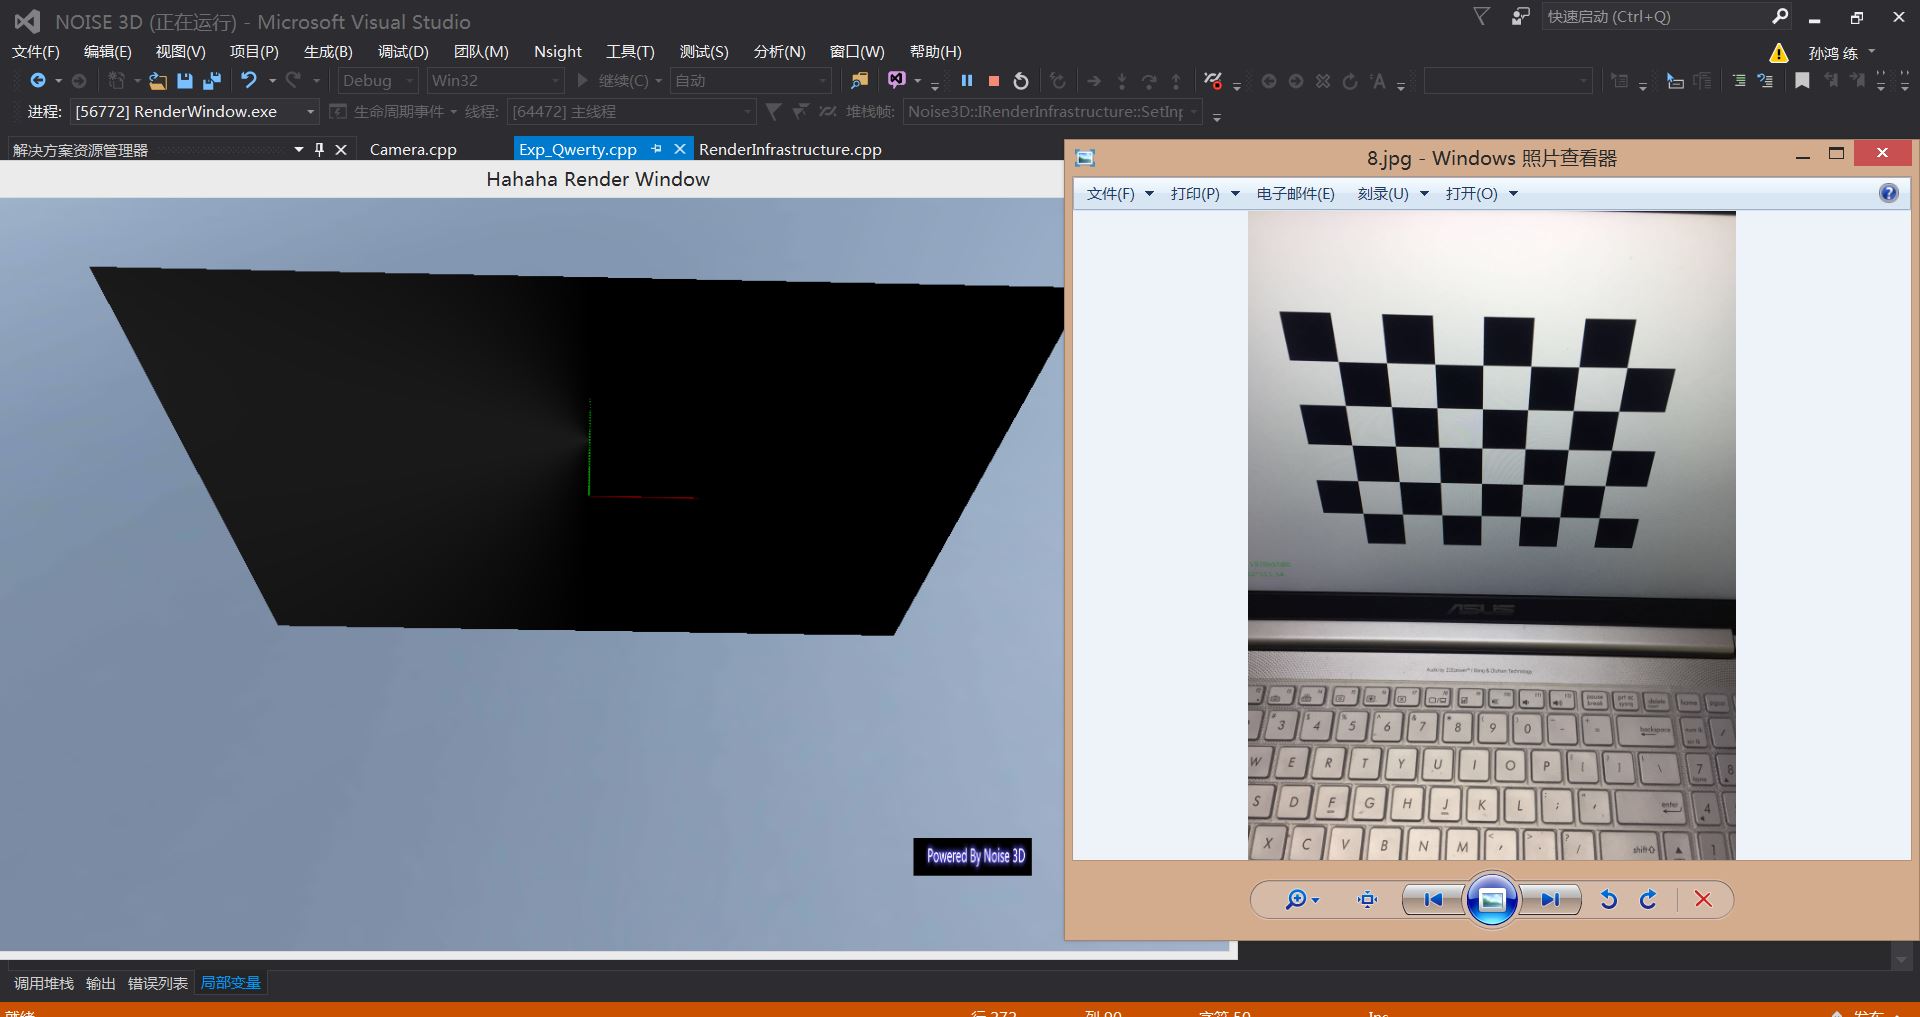 NOISE 3D (正在运行) - Microsoft Visual Studio
快速启动 (Ctrl+Q)
文件(F) 编辑(E) 视图(V) 项目(P) 生成(B) 调试(D) 团队(M) Nsight 工具(T) 测试(S) 分析(N) 窗口(W) 帮助(H)
孙鸿 练
Debug Win32 继续(C) 自动
进程: [56772] RenderWindow.exe 生命周期事件 线程: [64472] 主线程 堆栈帧: Noise3D::IRenderInfrastructure::SetInp
解决方案资源管理器 Camera.cpp Exp_Qwerty.cpp RenderInfrastructure.cpp
Hahaha Render Window
Powered By Noise 3D
8.jpg - Windows 照片查看器
文件(F) 打印(P) 电子邮件(E) 刻录(U) 打开(O)
ASUS
# 3 $ 4 % 5 ^ 6 & 7 * 8 ( 9 ) 0 - = backspace
W E R T Y U I O P [ ] \ 7 8
S D F G H J K L ; ' enter 4
X C V B N M < , > . ? / shift 1
调用堆栈 输出 错误列表 局部变量
就绪 行 272 列 90 字符 50 Ins 发布